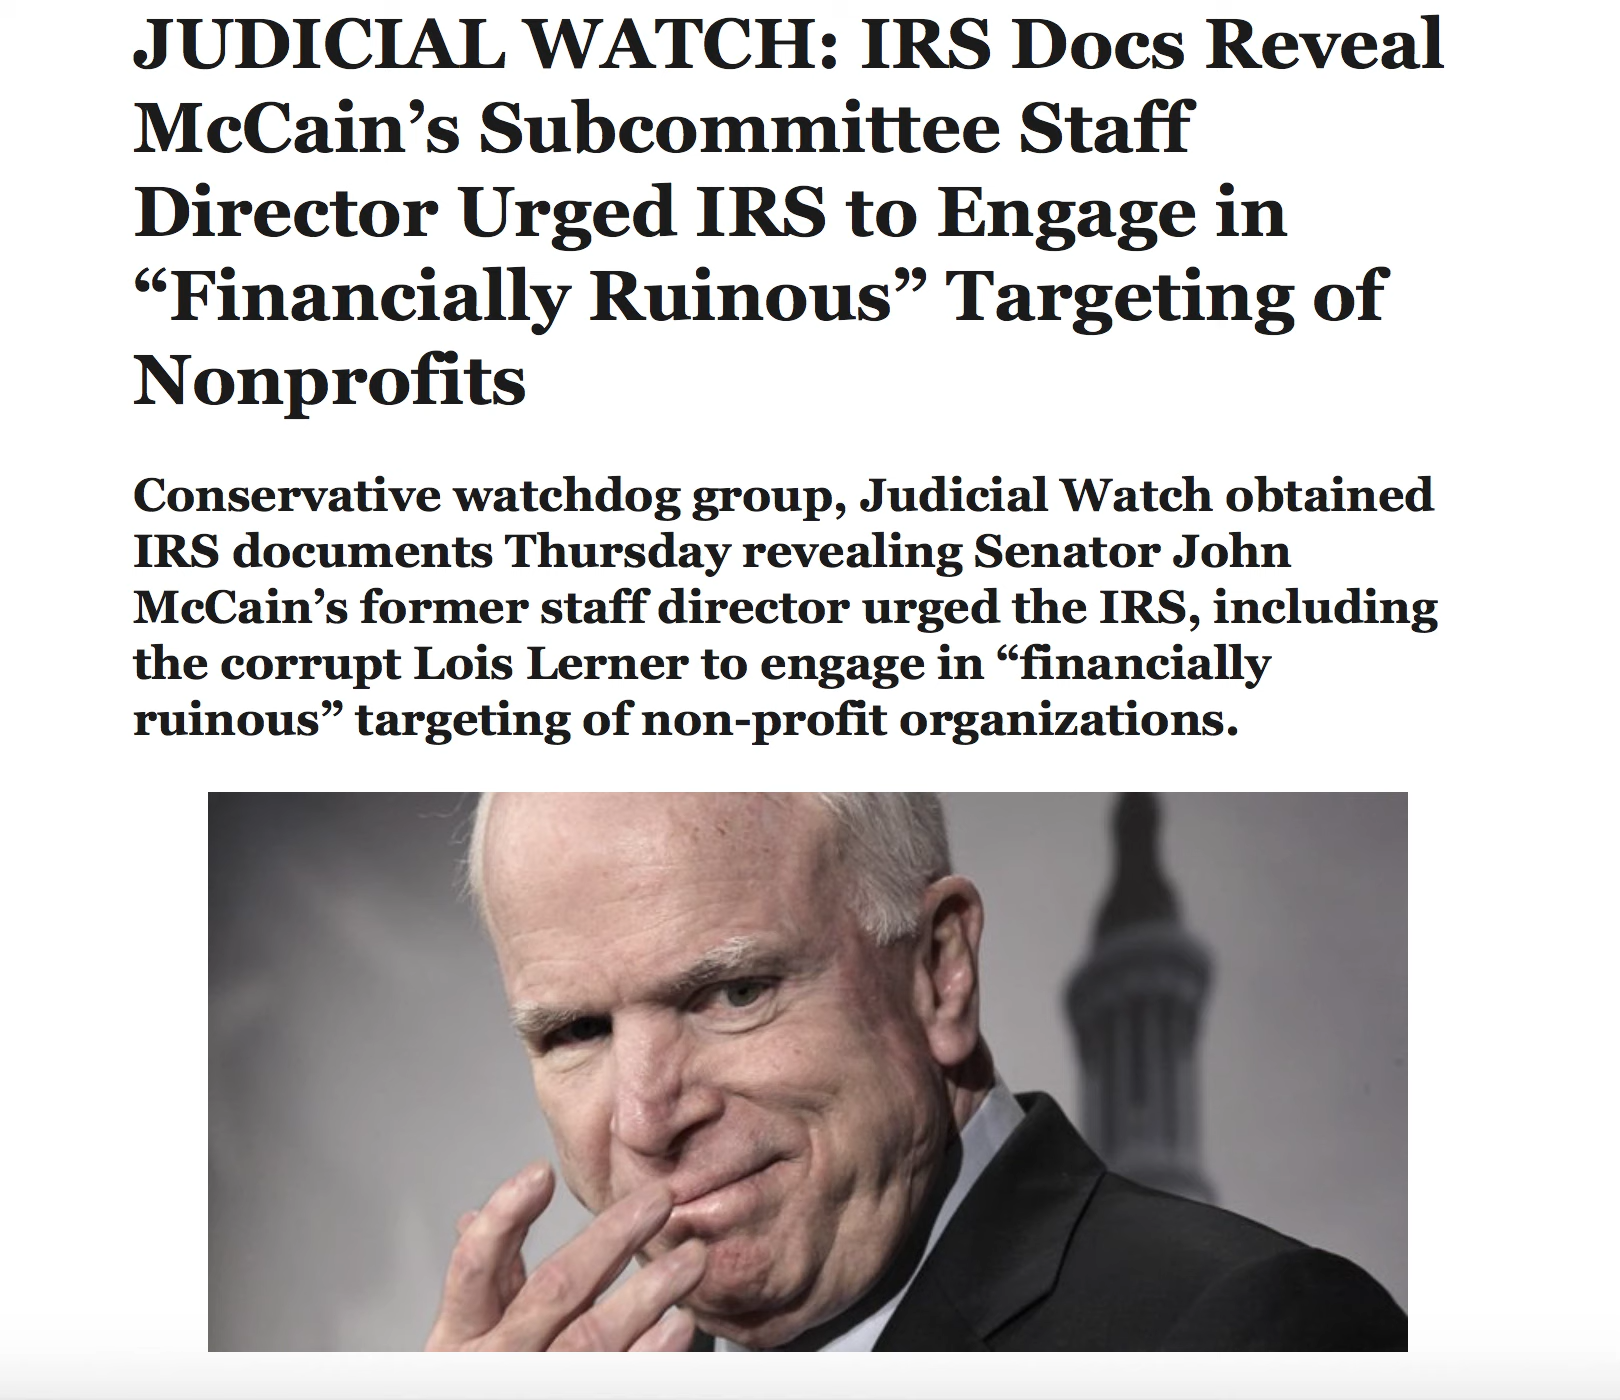 JUDICIAL WATCH: IRS Docs Reveal
McCain’s Subcommittee Staff
Director Urged IRS to Engage in
“Financially Ruinous” Targeting of
Nonprofits
Conservative watchdog group, Judicial Watch obtained
IRS documents Thursday revealing Senator John
McCain’s former staff director urged the IRS, including
the corrupt Lois Lerner to engage in “financially
ruinous” targeting of non-profit organizations.